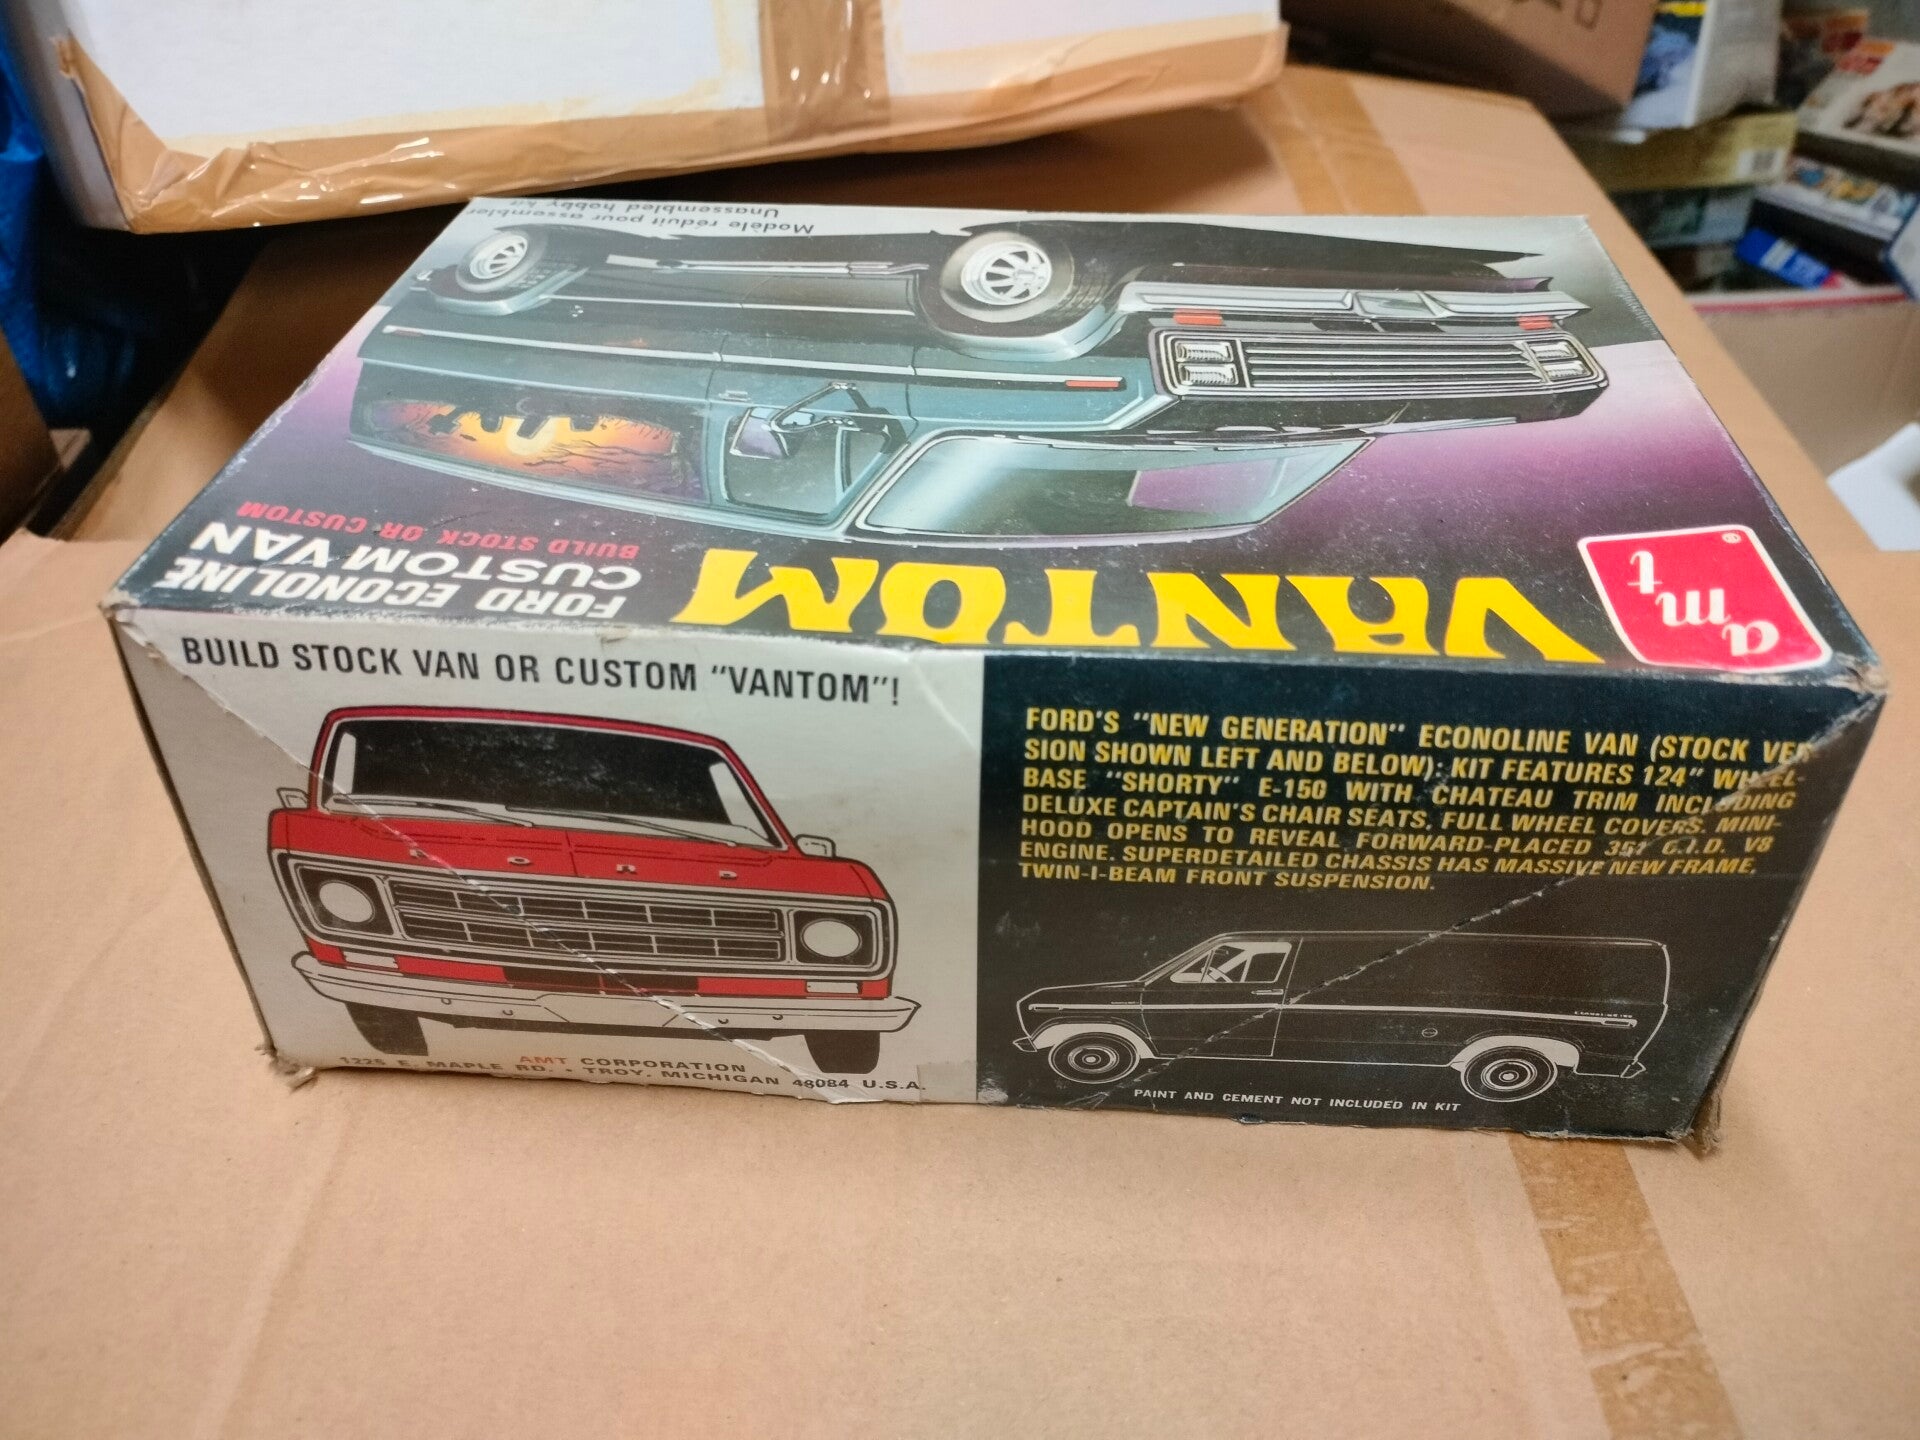 Modèle réduit pour assembler
Unassembled hobby kit
amt
®
VANTOM
FORD ECONOLINE
CUSTOM VAN
BUILD STOCK OR CUSTOM
BUILD STOCK VAN OR CUSTOM "VANTOM"!
FORD
AMT CORPORATION
1225 E. MAPLE RD. • TROY, MICHIGAN 48084 U.S.A.
FORD'S "NEW GENERATION" ECONOLINE VAN (STOCK VER-
SION SHOWN LEFT AND BELOW): KIT FEATURES 124" WHEEL-
BASE "SHORTY" E-150 WITH CHATEAU TRIM INCLUDING
DELUXE CAPTAIN'S CHAIR SEATS, FULL WHEEL COVERS. MINI-
HOOD OPENS TO REVEAL FORWARD-PLACED 351 C.I.D. V8
ENGINE. SUPERDETAILED CHASSIS HAS MASSIVE NEW FRAME,
TWIN-I-BEAM FRONT SUSPENSION.
PAINT AND CEMENT NOT INCLUDED IN KIT